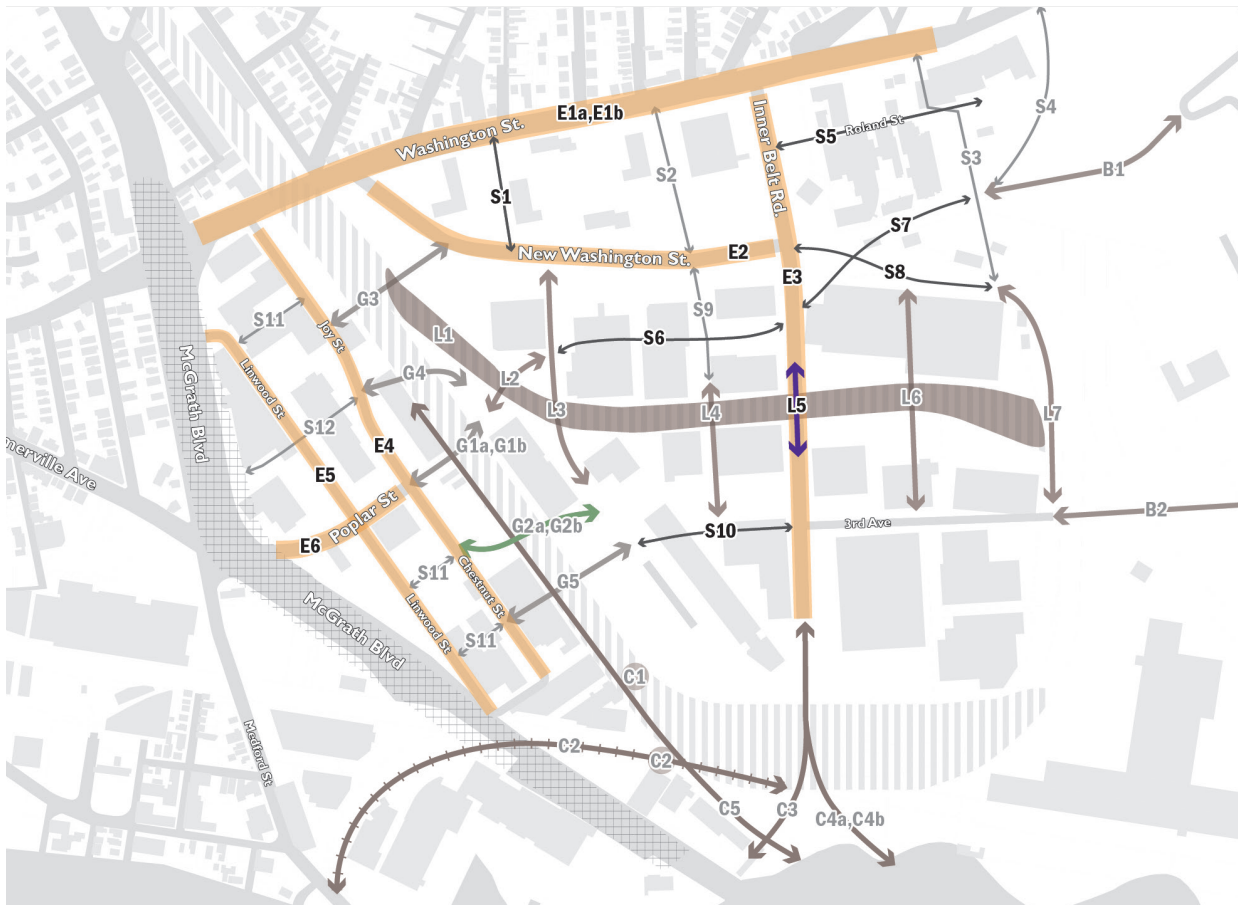 E1a,E1b
Washington St.
Inner Belt Rd.
S4
S5
Roland St
S3
B1
S2
S1
S7
New Washington St.
E2
E3
S8
G3
S11
Joy St
L1
S9
S6
McGrath Blvd
Linwood St
G4
L2
L3
L4
L5
L6
L7
S12
E4
G1a,G1b
merville Ave
E5
Poplar St
E6
G2a,G2b
S10
3rd Ave
B2
S11
Chestnut St
G5
Linwood St
McGrath Blvd
S11
C1
Medford St
C2
C2
C5
C3
C4a,C4b